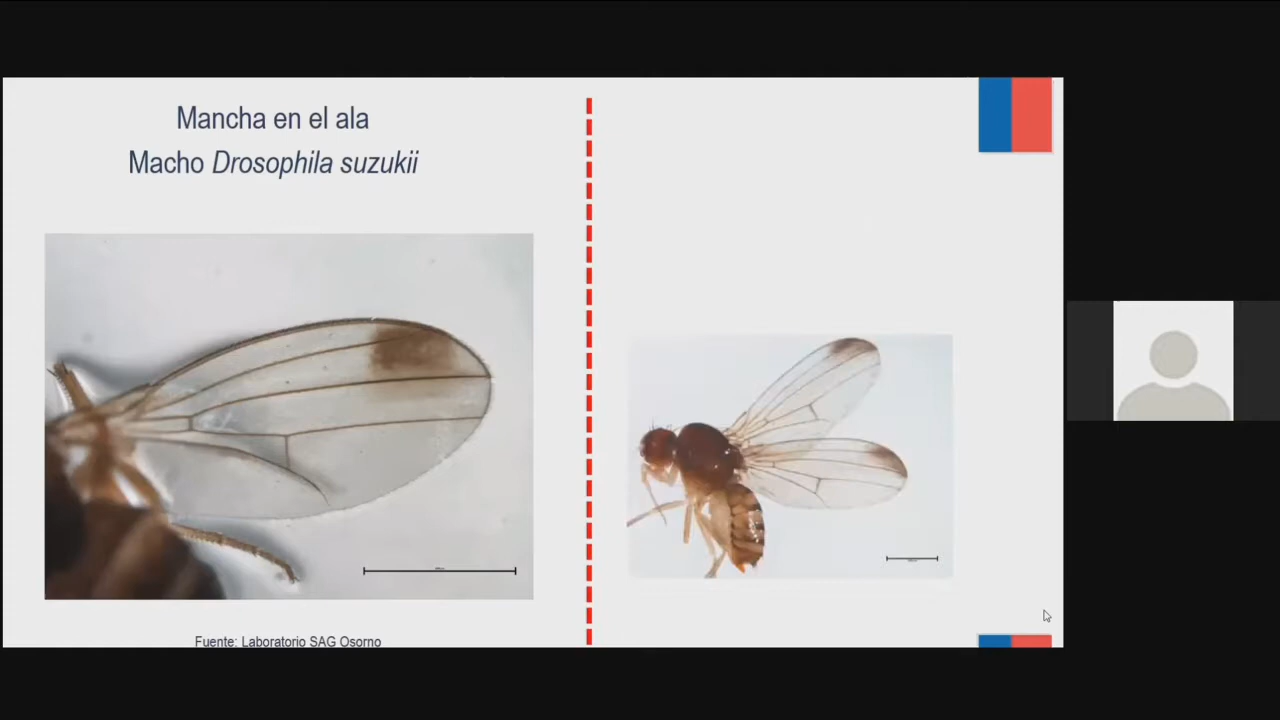 Mancha en el ala
Macho Drosophila suzukii
Fuente: Laboratorio SAG Osorno